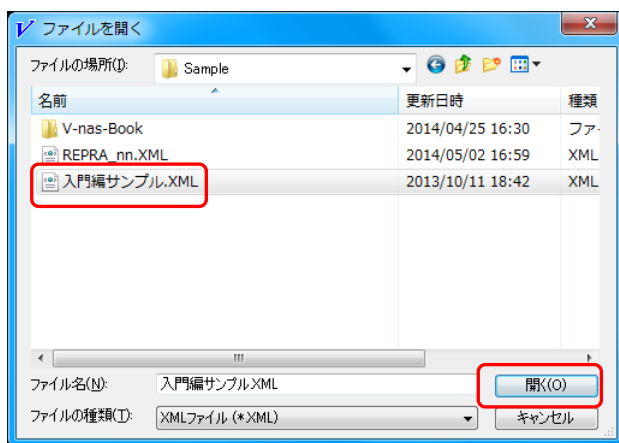 ファイルを開く
ファイルの場所(I): Sample
名前 更新日時 種類
V-nas-Book 2014/04/25 16:30 ファ
REPRA_nn.XML 2014/05/02 16:59 XML
入門編サンプル.XML 2013/10/11 18:42 XML
ファイル名(N): 入門編サンプル.XML 開く(O)
ファイルの種類(T): XMLファイル (*.XML) キャンセル